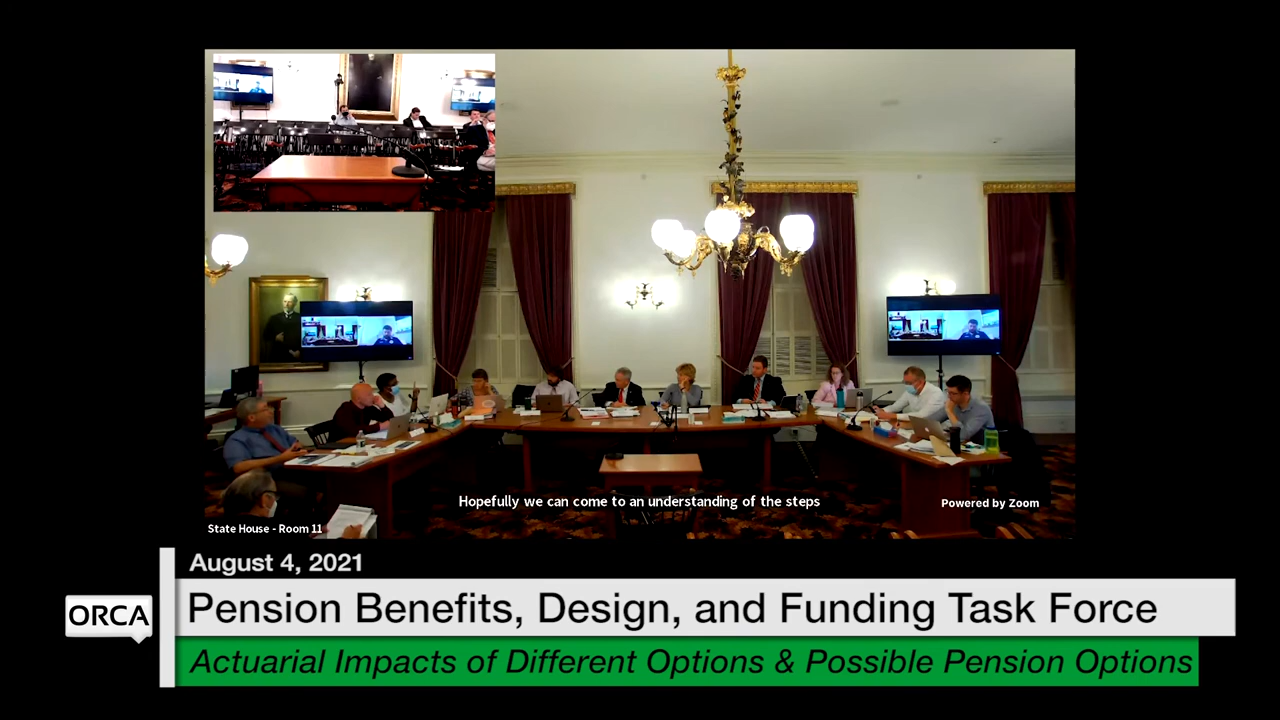 Hopefully we can come to an understanding of the steps
Powered by Zoom
State House - Room 11
August 4, 2021
ORCA
Pension Benefits, Design, and Funding Task Force
Actuarial Impacts of Different Options & Possible Pension Options